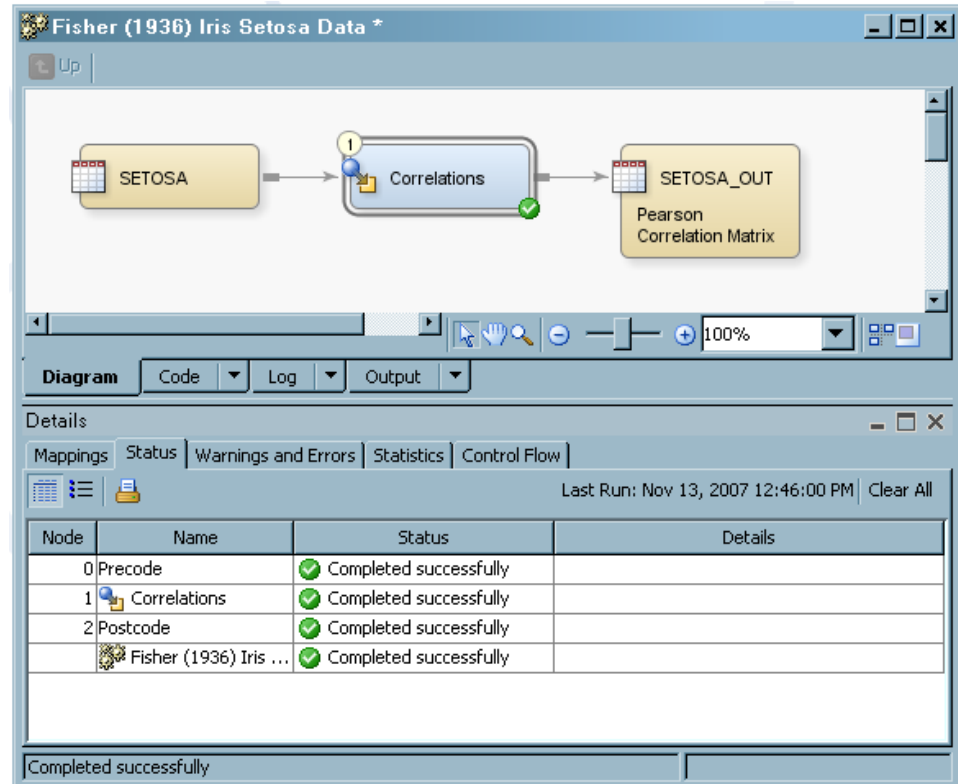 Fisher (1936) Iris Setosa Data *
Up
1
SETOSA
Correlations
SETOSA_OUT
Pearson
Correlation Matrix
100%
Diagram Code Log Output
Details
Mappings Status Warnings and Errors Statistics Control Flow
Last Run: Nov 13, 2007 12:46:00 PM Clear All
Node Name Status Details
0 Precode Completed successfully
1 Correlations Completed successfully
2 Postcode Completed successfully
Fisher (1936) Iris ... Completed successfully
Completed successfully